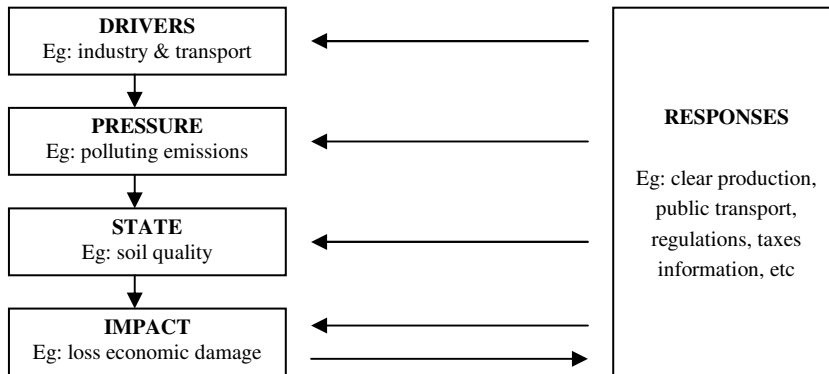 DRIVERS
Eg: industry & transport
PRESSURE
Eg: polluting emissions
STATE
Eg: soil quality
IMPACT
Eg: loss economic damage
RESPONSES
Eg: clear production,
public transport,
regulations, taxes
information, etc